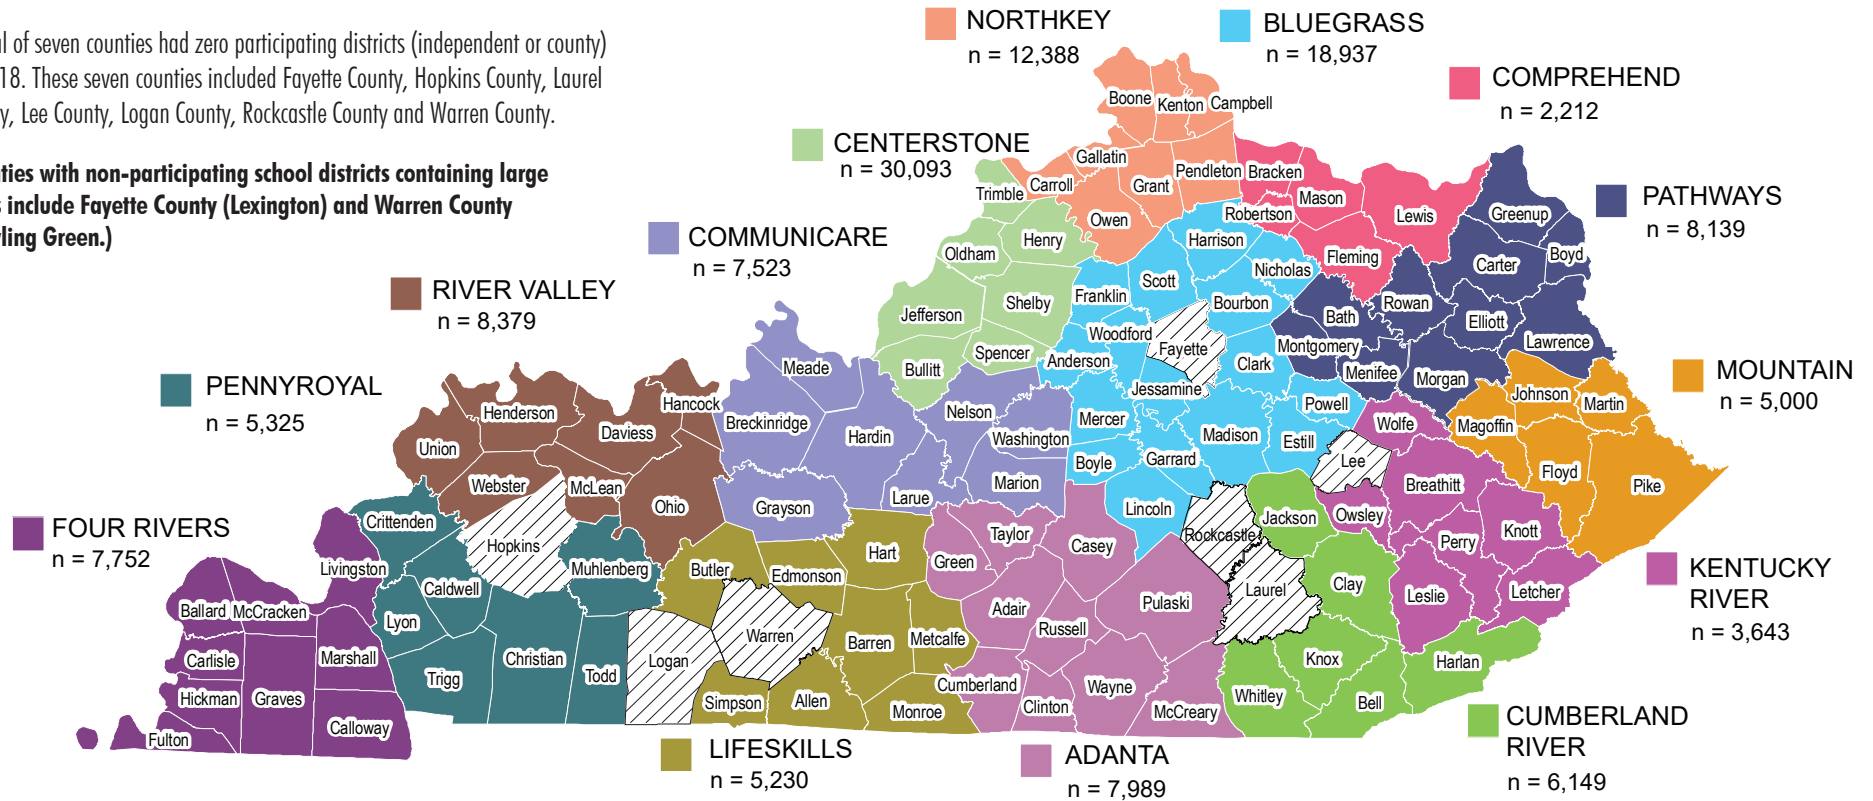 al of seven counties had zero participating districts (independent or county)
18. These seven counties included Fayette County, Hopkins County, Laurel
y, Lee County, Logan County, Rockcastle County and Warren County.
ties with non-participating school districts containing large
s include Fayette County (Lexington) and Warren County
ling Green.)
NORTHKEY
n = 12,388
BLUEGRASS
n = 18,937
COMPREHEND
n = 2,212
CENTERSTONE
n = 30,093
PATHWAYS
n = 8,139
COMMUNICARE
n = 7,523
RIVER VALLEY
n = 8,379
PENNYROYAL
n = 5,325
MOUNTAIN
n = 5,000
FOUR RIVERS
n = 7,752
KENTUCKY
RIVER
n = 3,643
LIFESKILLS
n = 5,230
ADANTA
n = 7,989
CUMBERLAND
RIVER
n = 6,149
Boone
Kenton
Campbell
Gallatin
Carroll
Grant
Pendleton
Owen
Trimble
Henry
Oldham
Shelby
Jefferson
Spencer
Bullitt
Bracken
Mason
Robertson
Lewis
Fleming
Harrison
Nicholas
Scott
Franklin
Bourbon
Woodford
Fayette
Anderson
Clark
Jessamine
Mercer
Powell
Madison
Estill
Boyle
Garrard
Lincoln
Greenup
Carter
Boyd
Rowan
Bath
Elliott
Montgomery
Lawrence
Menifee
Morgan
Johnson
Martin
Magoffin
Floyd
Pike
Wolfe
Lee
Breathitt
Owsley
Perry
Knott
Leslie
Letcher
Meade
Breckinridge
Hardin
Nelson
Washington
Marion
Larue
Grayson
Hancock
Henderson
Daviess
Union
Webster
McLean
Ohio
Crittenden
Hopkins
Muhlenberg
Caldwell
Lyon
Christian
Todd
Trigg
Livingston
Ballard
McCracken
Carlisle
Marshall
Hickman
Graves
Calloway
Fulton
Logan
Butler
Edmonson
Hart
Warren
Barren
Metcalfe
Simpson
Allen
Monroe
Green
Taylor
Casey
Adair
Russell
Pulaski
Cumberland
Clinton
Wayne
McCreary
Rockcastle
Jackson
Laurel
Clay
Knox
Whitley
Bell
Harlan